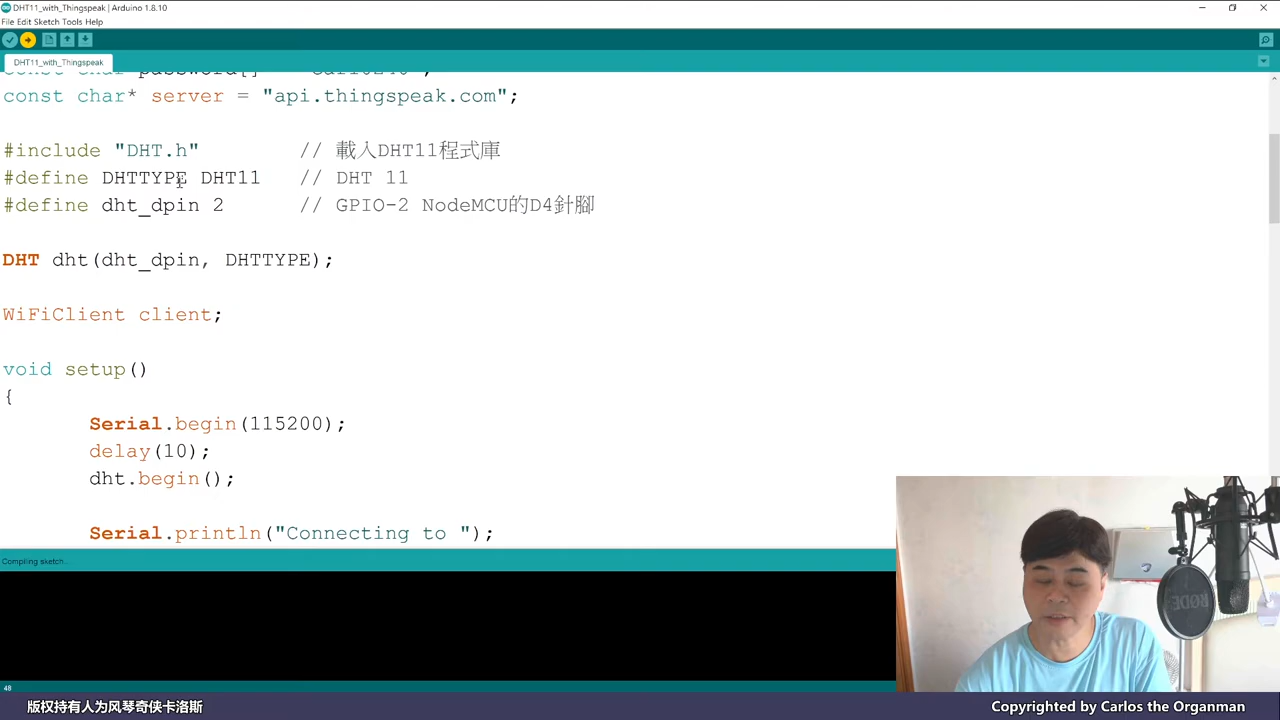 DHT11_with_Thingspeak | Arduino 1.8.10
File Edit Sketch Tools Help
DHT11_with_Thingspeak
const char password[]
const char* server = "api.thingspeak.com";
#include "DHT.h" // 載入DHT11程式庫
#define DHTTYPE DHT11 // DHT 11
#define dht_dpin 2 // GPIO-2 NodeMCU的D4針腳
DHT dht(dht_dpin, DHTTYPE);
WiFiClient client;
void setup()
{
Serial.begin(115200);
delay(10);
dht.begin();
Serial.println("Connecting to ");
Compiling sketch...
RØDE
48
版权持有人为风琴奇侠卡洛斯
Copyrighted by Carlos the Organman